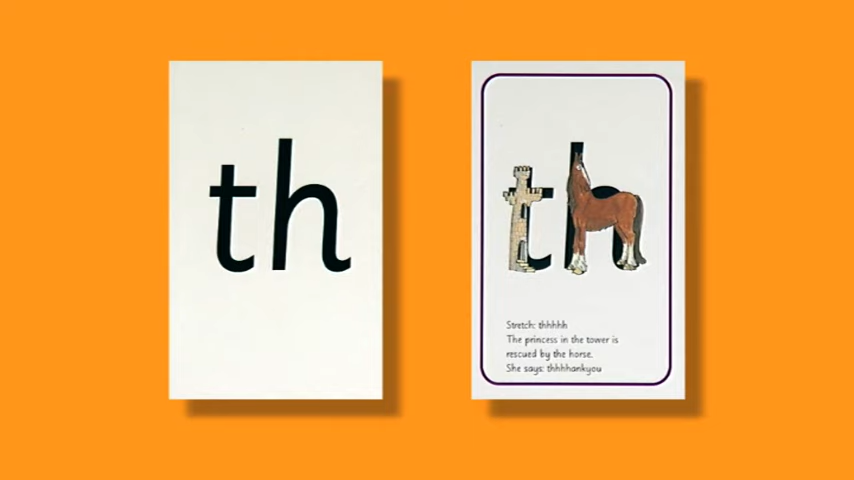 th
th
Stretch: thhhhh
The princess in the tower is
rescued by the horse.
She says: thhhhankyou